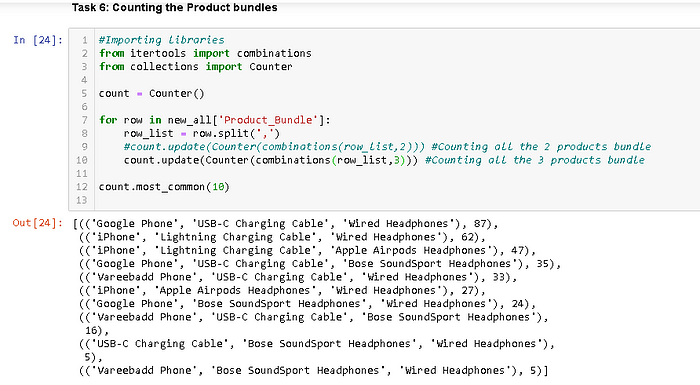 Task 6: Counting the Product bundles
In [24]:
1 #Importing Libraries
2 from itertools import combinations
3 from collections import Counter
4
5 count = Counter()
6
7 for row in new_all['Product_Bundle']:
8 row_list = row.split(',')
9 #count.update(Counter(combinations(row_list,2))) #Counting all the 2 products bundle
10 count.update(Counter(combinations(row_list,3))) #Counting all the 3 products bundle
11
12 count.most_common(10)
13
Out[24]: [(('Google Phone', 'USB-C Charging Cable', 'Wired Headphones'), 87),
(('iPhone', 'Lightning Charging Cable', 'Wired Headphones'), 62),
(('iPhone', 'Lightning Charging Cable', 'Apple Airpods Headphones'), 47),
(('Google Phone', 'USB-C Charging Cable', 'Bose SoundSport Headphones'), 35),
(('Vareebadd Phone', 'USB-C Charging Cable', 'Wired Headphones'), 33),
(('iPhone', 'Apple Airpods Headphones', 'Wired Headphones'), 27),
(('Google Phone', 'Bose SoundSport Headphones', 'Wired Headphones'), 24),
(('Vareebadd Phone', 'USB-C Charging Cable', 'Bose SoundSport Headphones'),
16),
(('USB-C Charging Cable', 'Bose SoundSport Headphones', 'Wired Headphones'),
5),
(('Vareebadd Phone', 'Bose SoundSport Headphones', 'Wired Headphones'), 5)]